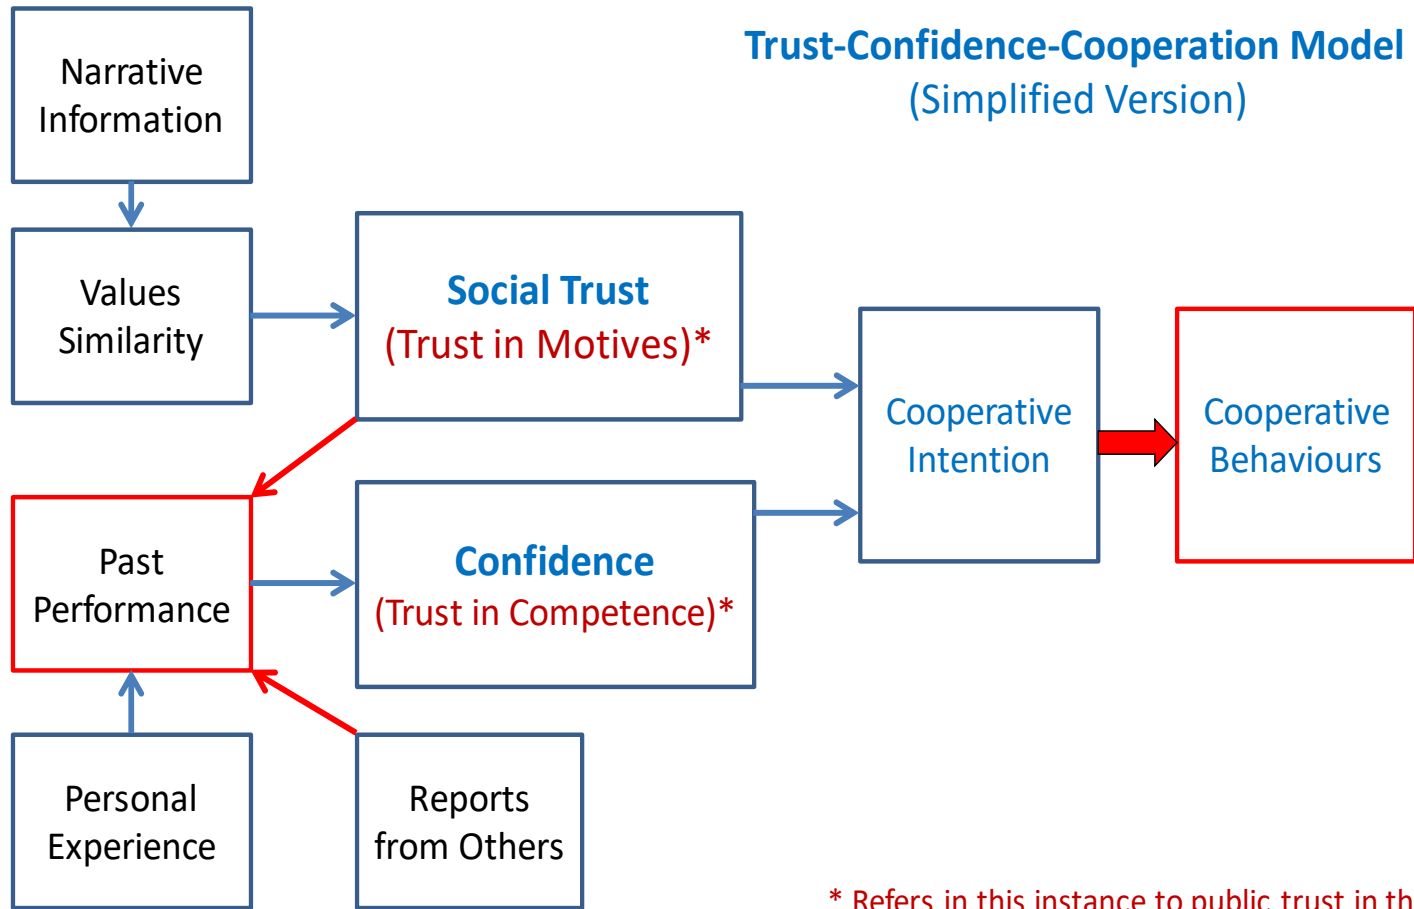 Trust-Confidence-Cooperation Model
(Simplified Version)
Narrative
Information
Values
Similarity
Social Trust
(Trust in Motives)*
Cooperative
Intention
Cooperative
Behaviours
Past
Performance
Confidence
(Trust in Competence)*
Personal
Experience
Reports
from Others
* Refers in this instance to public trust in th